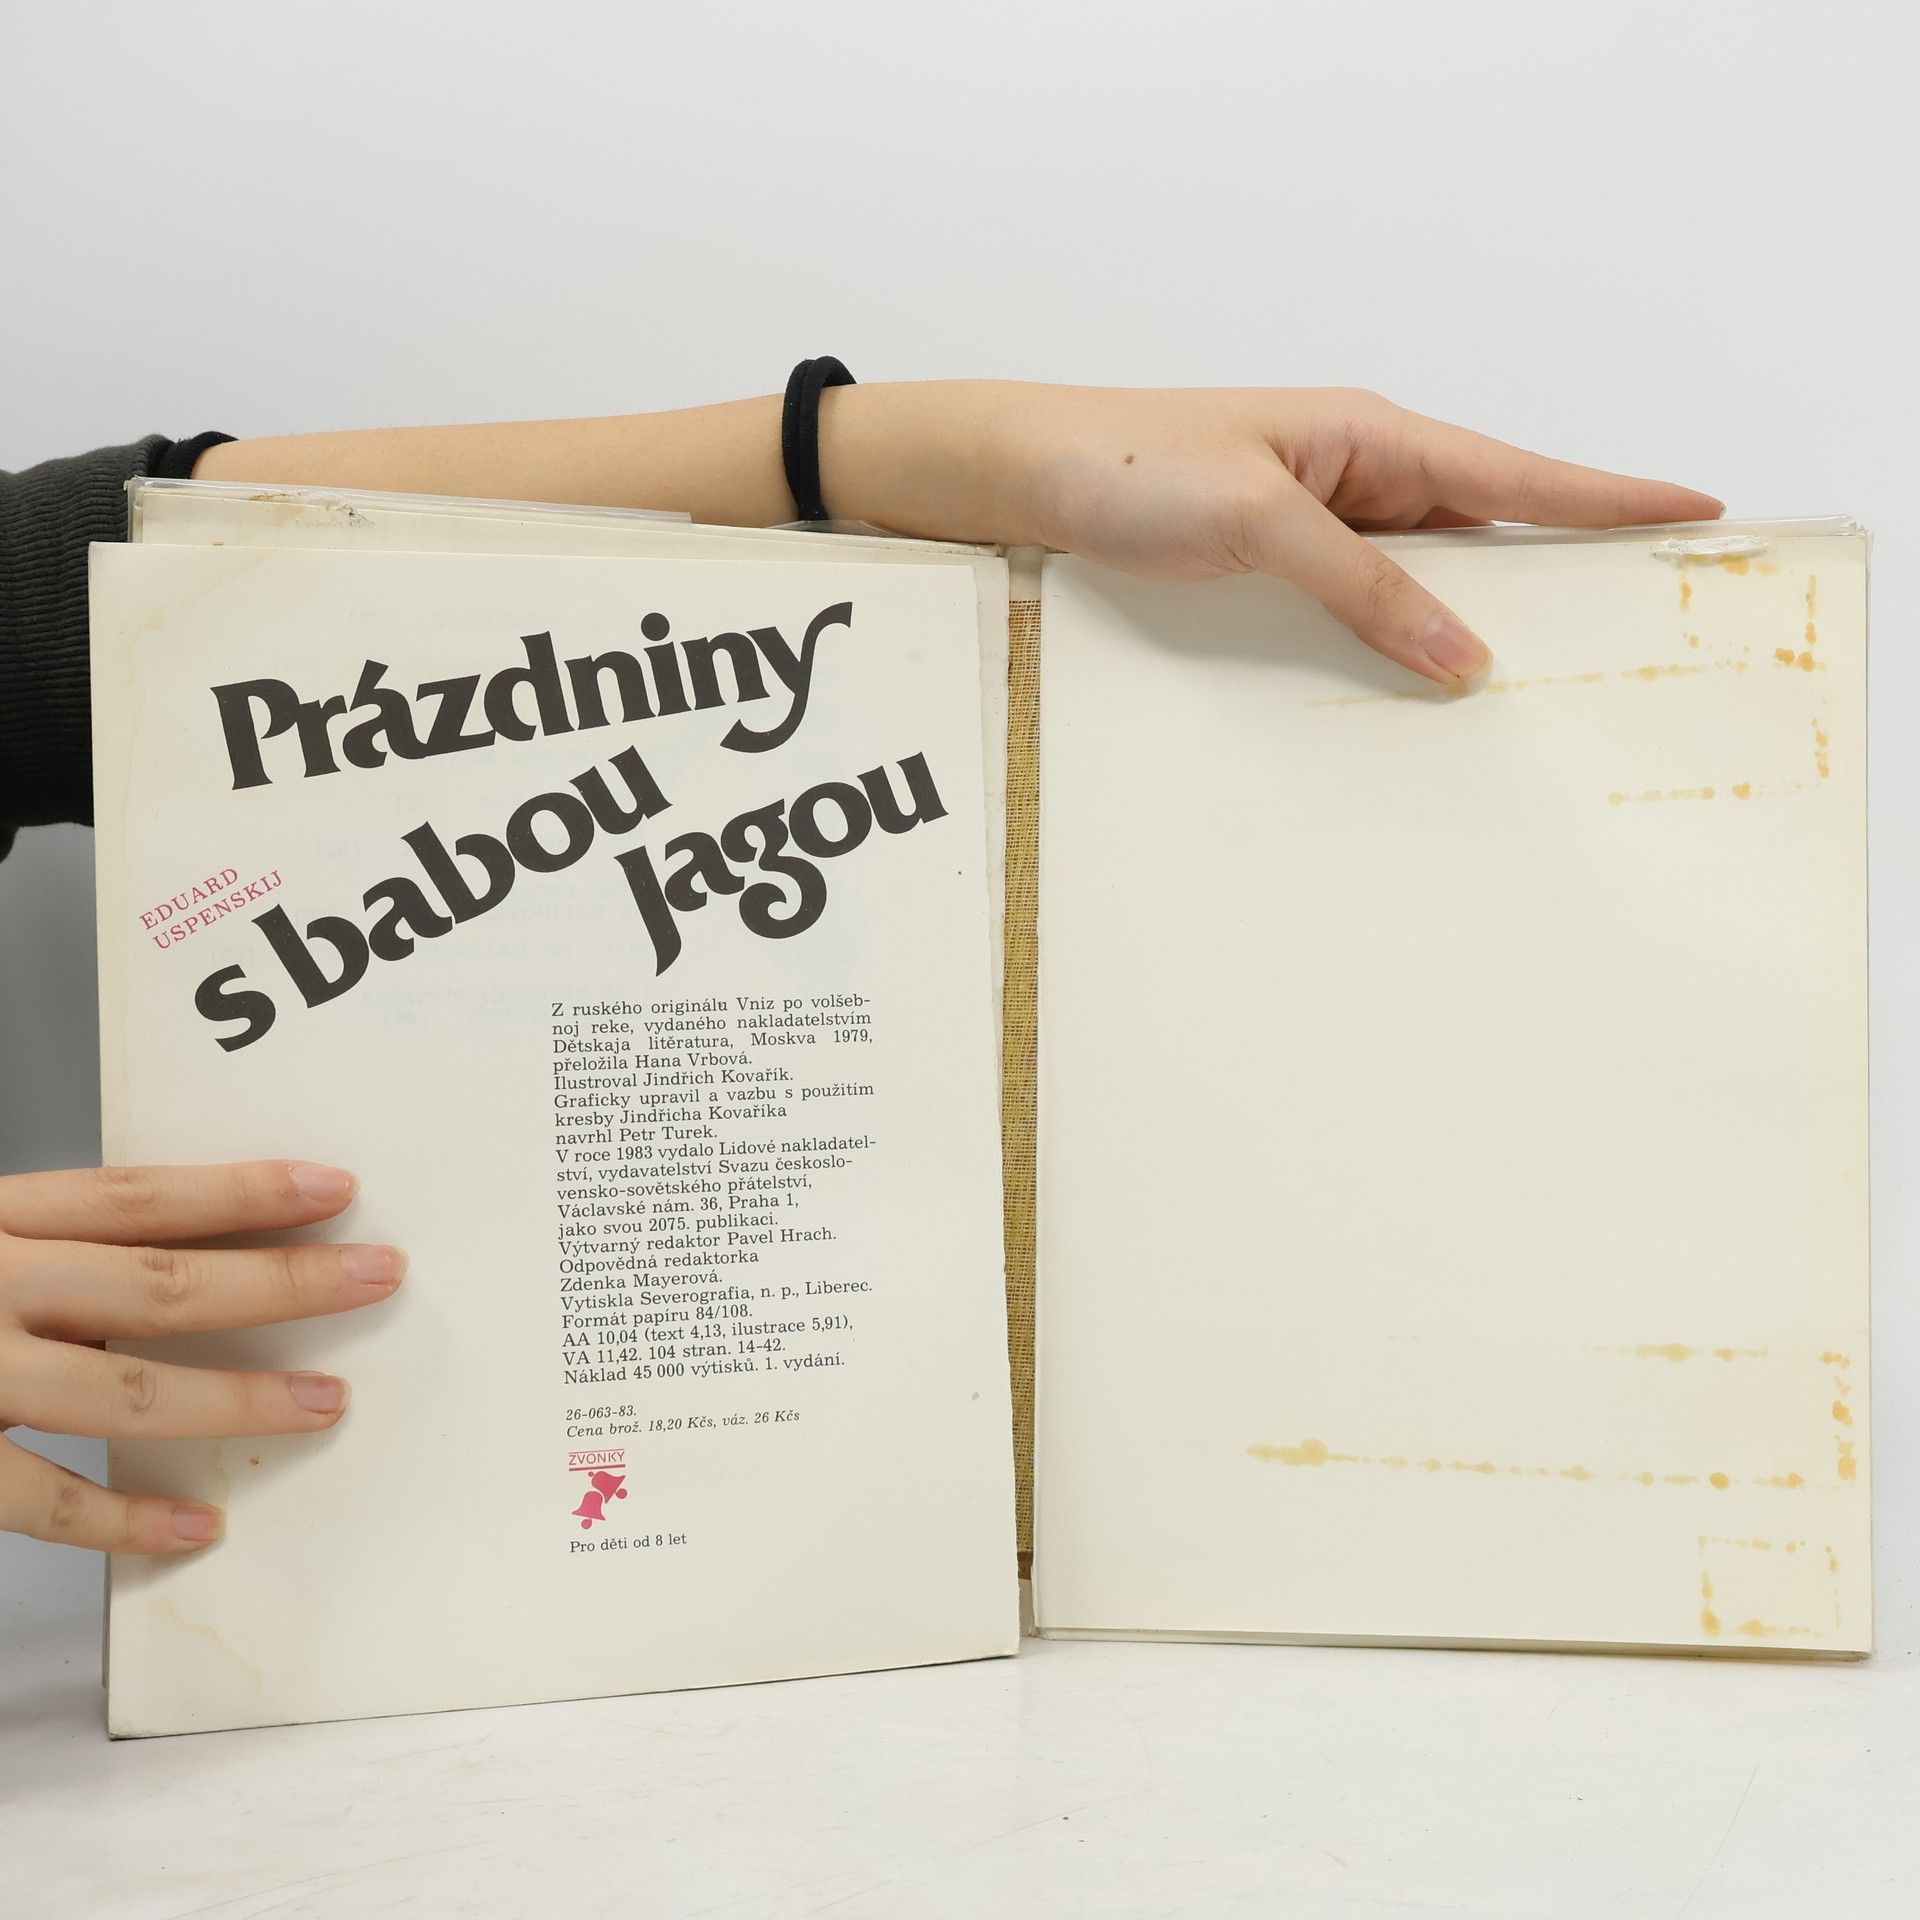 Prázdniny
s babou
Jagou
EDUARD
USPENSKIJ
Z ruského originálu Vniz po volšeb-
noj reke, vydaného nakladatelstvím
Dětskaja litěratura, Moskva 1979,
přeložila Hana Vrbová.
Ilustroval Jindřich Kovařík.
Graficky upravil a vazbu s použitím
kresby Jindřicha Kovaříka
navrhl Petr Turek.
V roce 1983 vydalo Lidové nakladatel-
ství, vydavatelství Svazu českoslo-
vensko-sovětského přátelství,
Václavské nám. 36, Praha 1,
jako svou 2075. publikaci.
Výtvarný redaktor Pavel Hrach.
Odpovědná redaktorka
Zdenka Mayerová.
Vytiskla Severografia, n. p., Liberec.
Formát papíru 84/108.
AA 10,04 (text 4,13, ilustrace 5,91),
VA 11,42. 104 stran. 14-42.
Náklad 45 000 výtisků. 1. vydání.
26-063-83.
Cena brož. 18,20 Kčs, váz. 26 Kčs
ZVONKY
Pro děti od 8 let